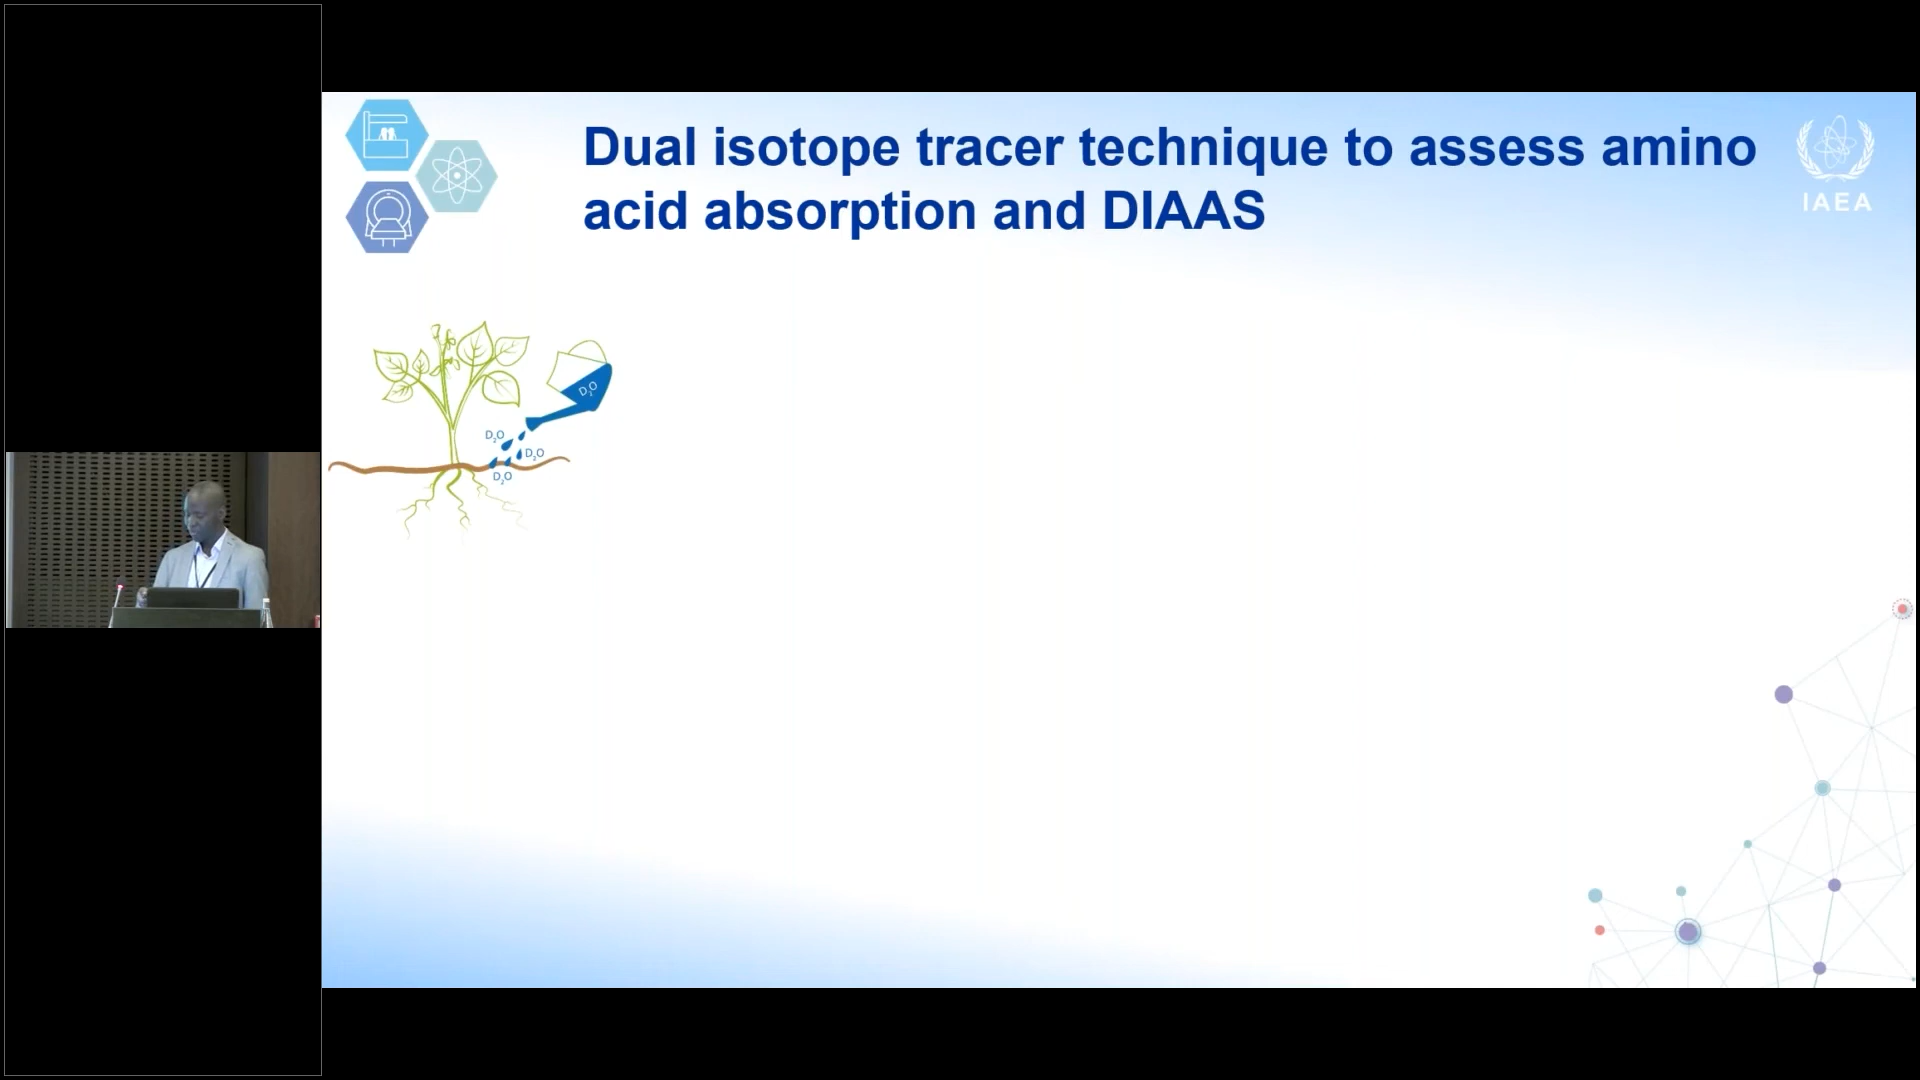 Dual isotope tracer technique to assess amino
acid absorption and DIAAS
IAEA
D₂O
D₂O
D₂O
D₂O